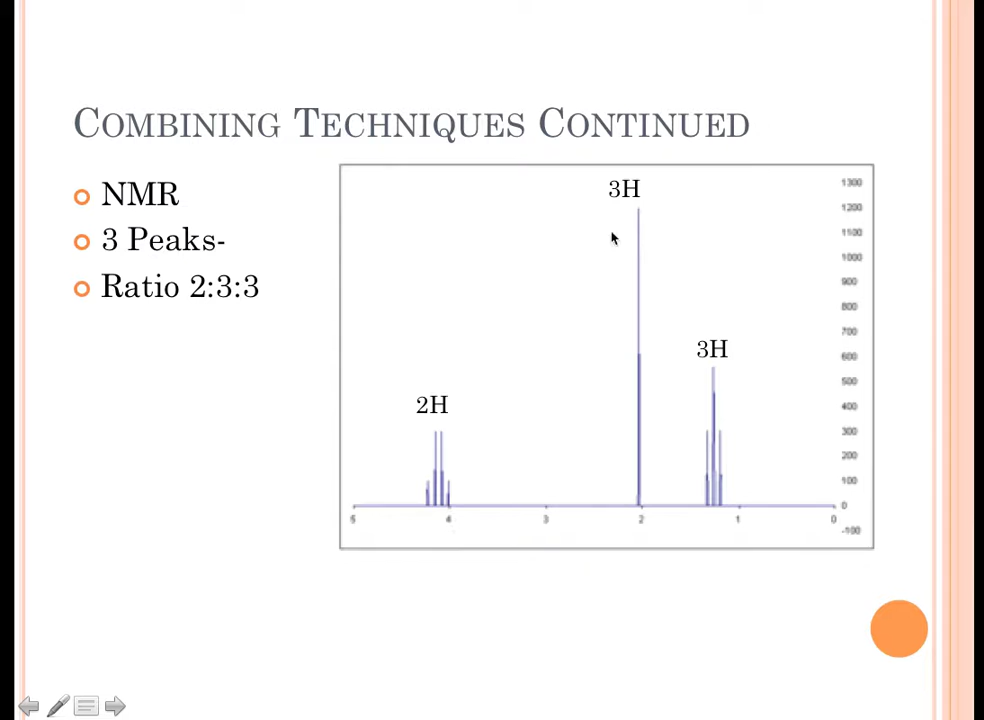 COMBINING TECHNIQUES CONTINUED
NMR
3 Peaks-
Ratio 2:3:3
3H
3H
2H
1300
1200
1100
1000
900
800
700
600
500
400
300
200
100
0
-100
5 4 3 2 1 0